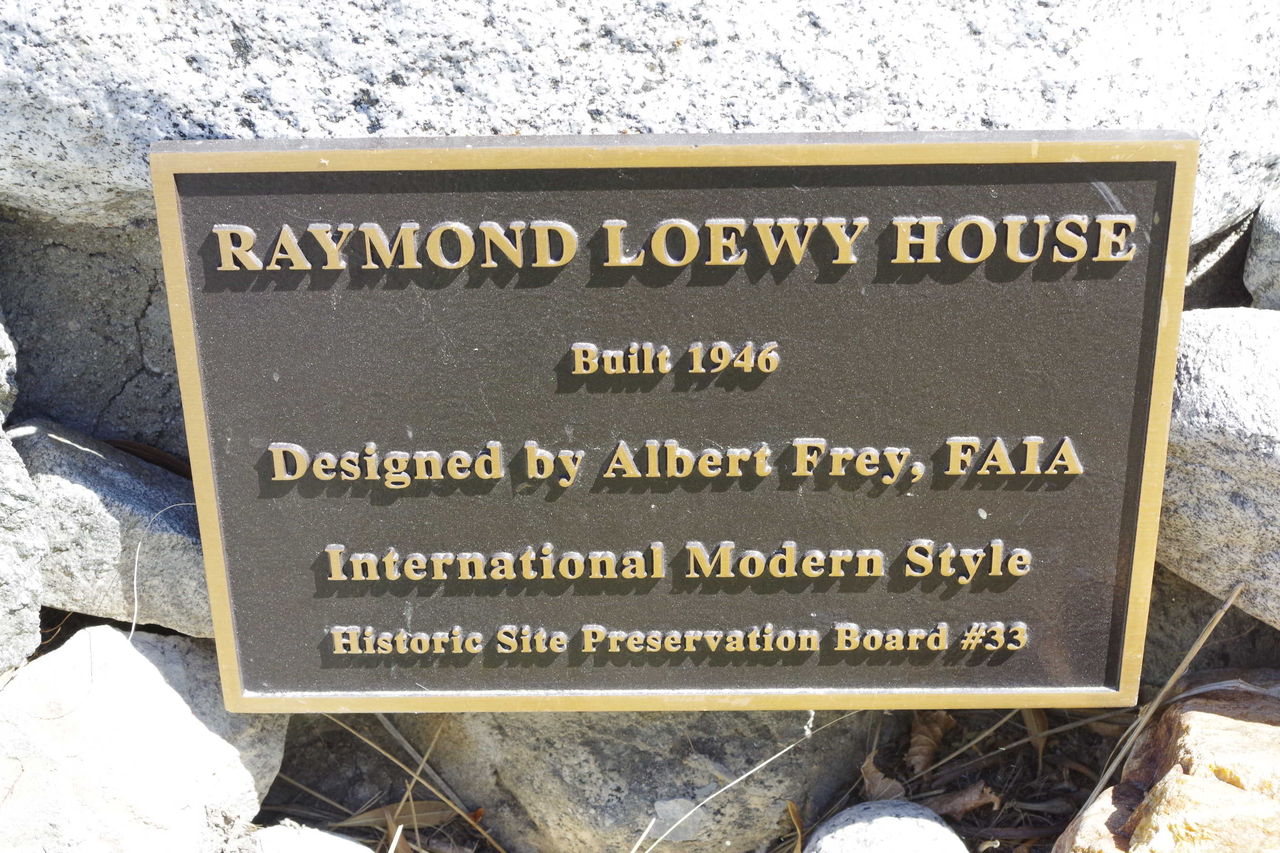 RAYMOND LOEWY HOUSE
Built 1946
Designed by Albert Frey, FAIA
International Modern Style
Historic Site Preservation Board #33